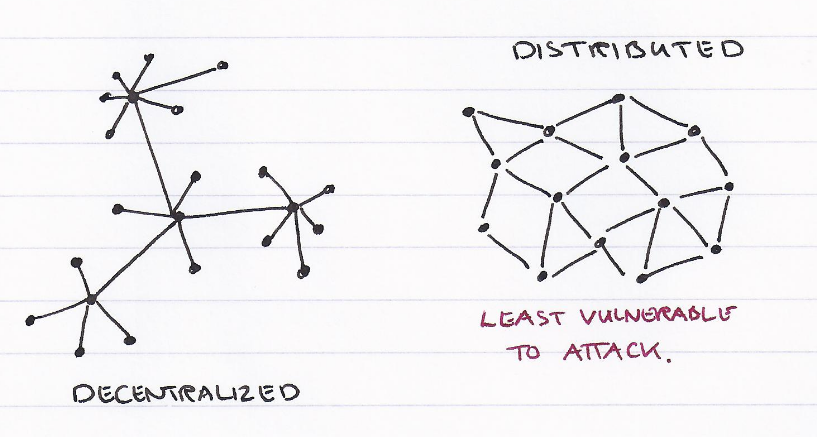 DISTRIBUTED
LEAST VULNERABLE
TO ATTACK.
DECENTRALIZED